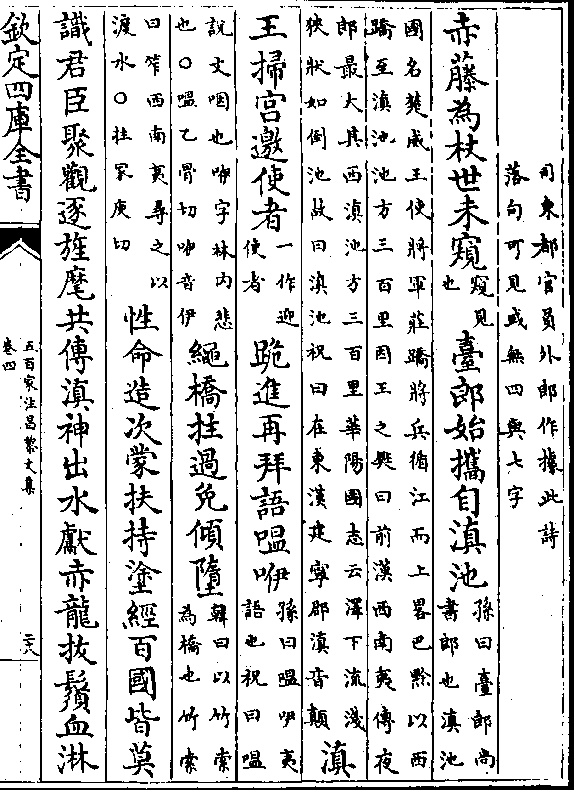 司東都官員外郎作據此詩
落句可見或無四與七字
赤藤為杖世未窺窺見也臺郎始攜自滇池孫曰臺郎尚書郎也滇池
國名楚威王使將軍莊蹻將兵循江而上畧巴黔以西
蹻至滇池池方三百里因王之樊曰前漢西南夷傳夜
郎最大其西滇池方三百里華陽國志云澤下流淺
狹狀如倒池故曰滇池祝曰在東漢建寧郡滇音顛
滇
王掃宮邀使者一作迎使者跪進再拜語嗢咿孫曰嗢咿夷語也祝曰嗢
說文咽也咿字林内悲也〇嗢乙骨切咿音伊繩橋拄過免傾墮韓曰以竹索為橋也竹索
曰笮西南夷尋之以渡水〇拄冢庾切性命造次蒙扶持塗經百國皆莫
識君臣聚觀逐旌麾共傳滇神出水獻赤龍拔鬚血淋
欽定四庫全書
五百家注昌黎文集
卷四
二六